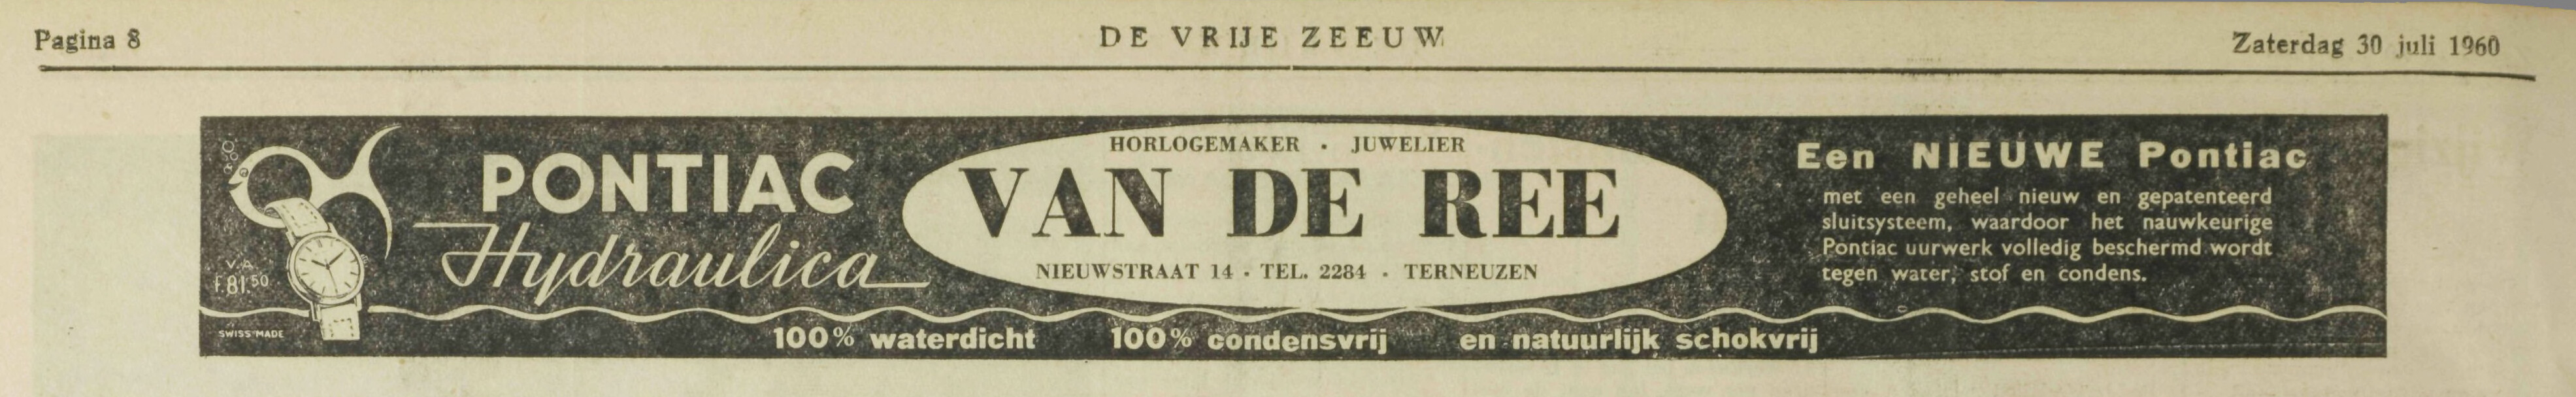 Pagina 8
DE VRIJE ZEEUW
Zaterdag 30 juli 1960
PONTIAC
Hydraulica
V.A.
F.81.50
SWISS MADE
HORLOGEMAKER · JUWELIER
VAN DE REE
NIEUWSTRAAT 14 · TEL. 2284 · TERNEUZEN
Een NIEUWE Pontiac
met een geheel nieuw en gepatenteerd
sluitsysteem, waardoor het nauwkeurige
Pontiac uurwerk volledig beschermd wordt
tegen water, stof en condens.
100% waterdicht 100% condensvrij en natuurlijk schokvrij